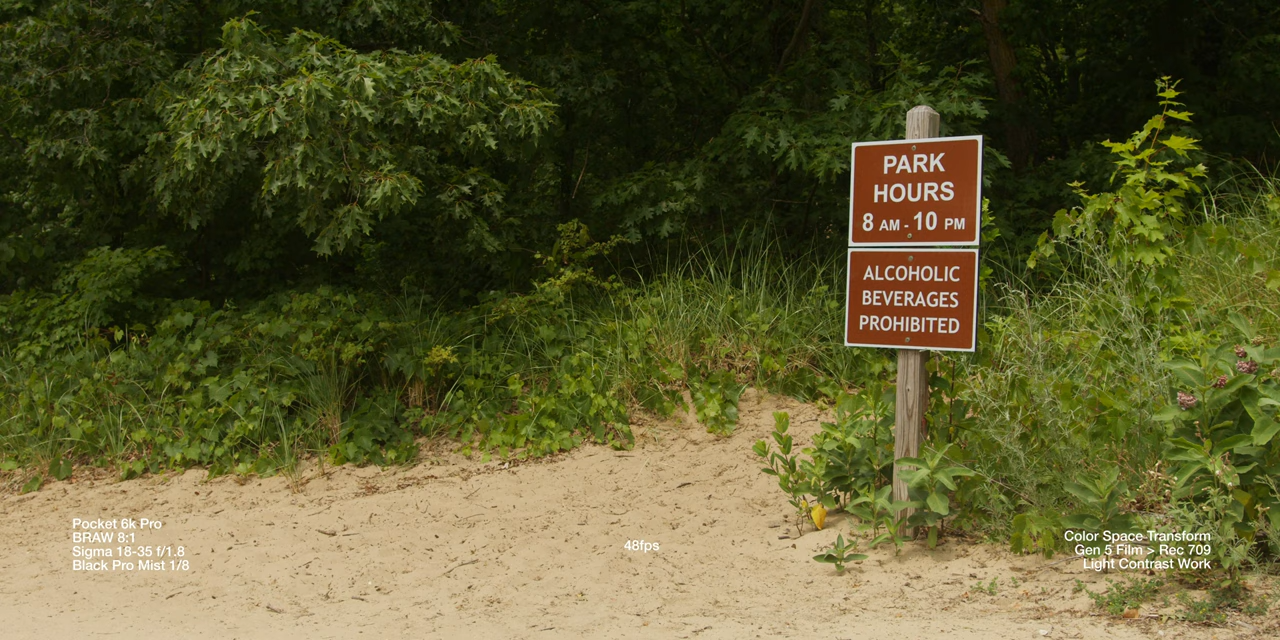 PARK
HOURS
8 AM - 10 PM
ALCOHOLIC
BEVERAGES
PROHIBITED
Pocket 6k Pro
BRAW 8:1
Sigma 18-35 f/1.8
Black Pro Mist 1/8
48fps
Color Space Transform
Gen 5 Film > Rec 709
Light Contrast Work